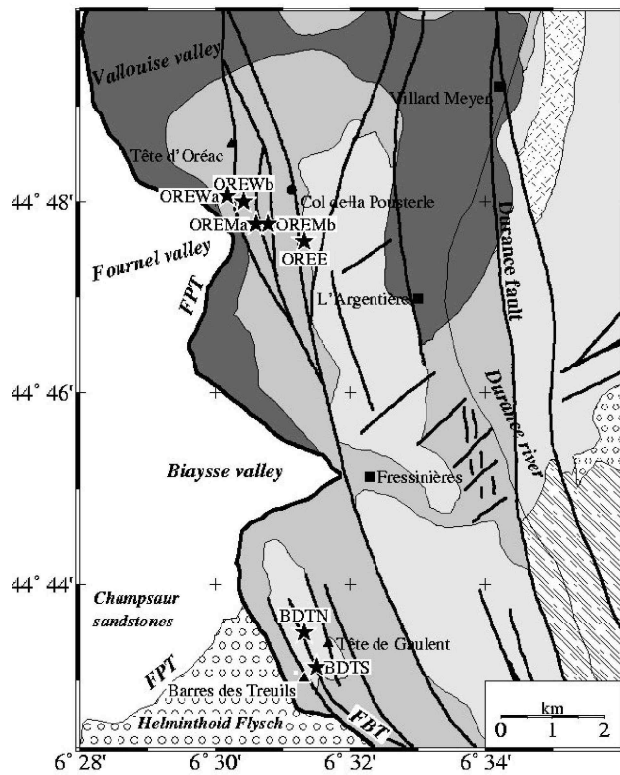 Vallouise valley
Villard Meyer
Tête d'Oréac
OREWb
44° 48'
OREWa
Col de la Pousterle
OREMa
OREMb
Fournel valley
OREE
Durance fault
FPT
L'Argentière
44° 46'
Durance river
Biaysse valley
Fressinières
44° 44'
Champsaur
sandstones
BDTN
Tête de Gaulent
FPT
BDTS
Barres des Treuils
km
Helminthoid Flysch
FBT
0 1 2
6° 28'
6° 30'
6° 32'
6° 34'